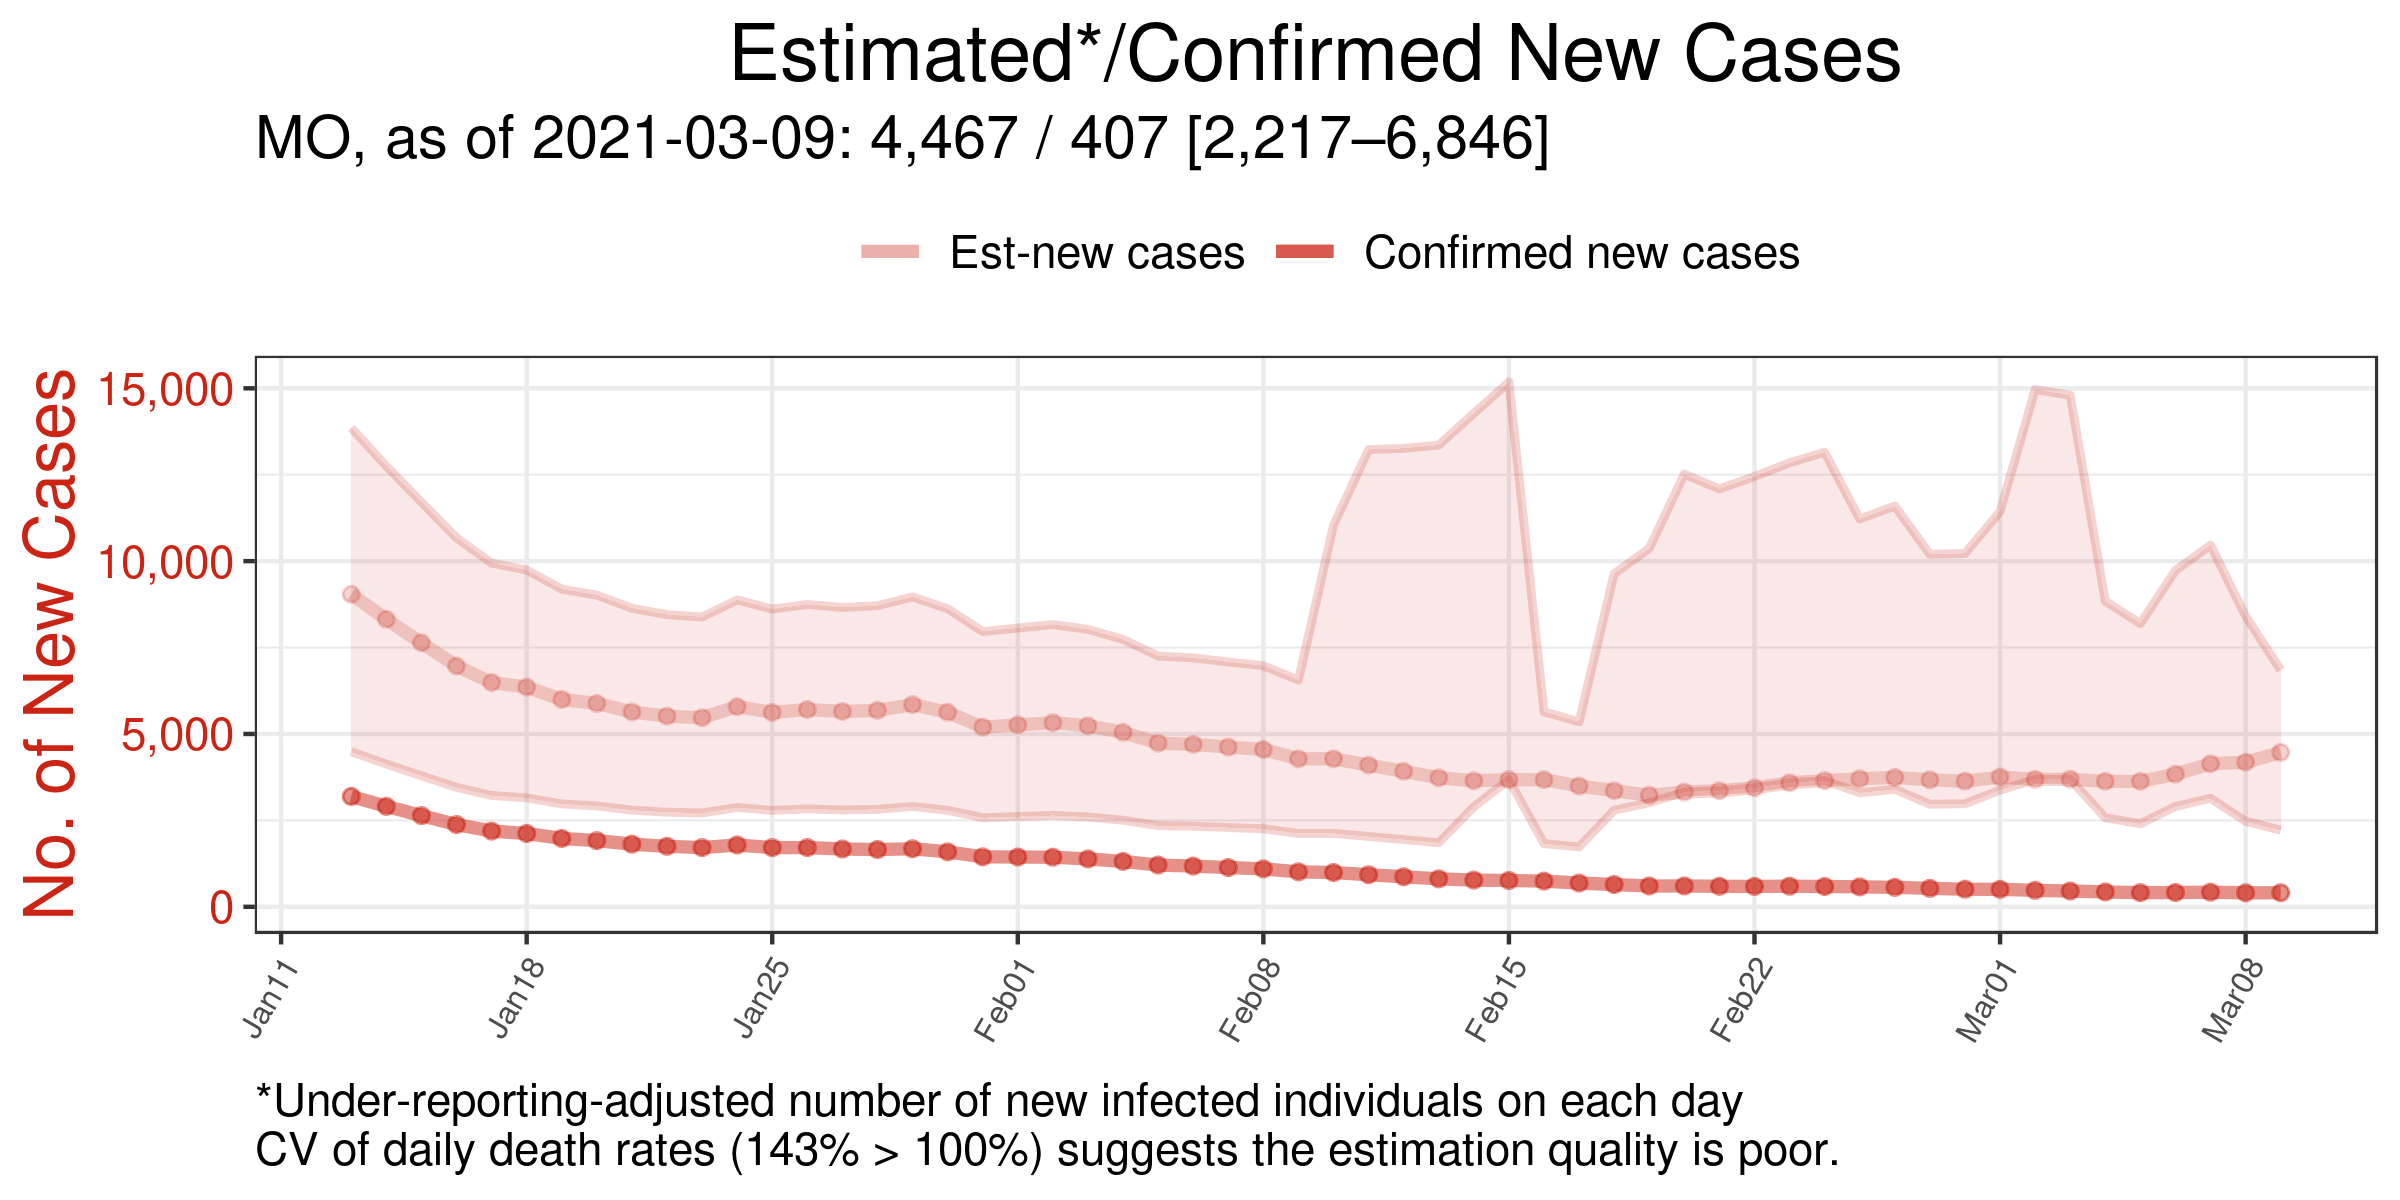 Estimated*/Confirmed New Cases
MO, as of 2021-03-09: 4,467 / 407 [2,217–6,846]
Est-new cases
Confirmed new cases
No. of New Cases
15,000
10,000
5,000
0
Jan11
Jan18
Jan25
Feb01
Feb08
Feb15
Feb22
Mar01
Mar08
*Under-reporting-adjusted number of new infected individuals on each day
CV of daily death rates (143% > 100%) suggests the estimation quality is poor.